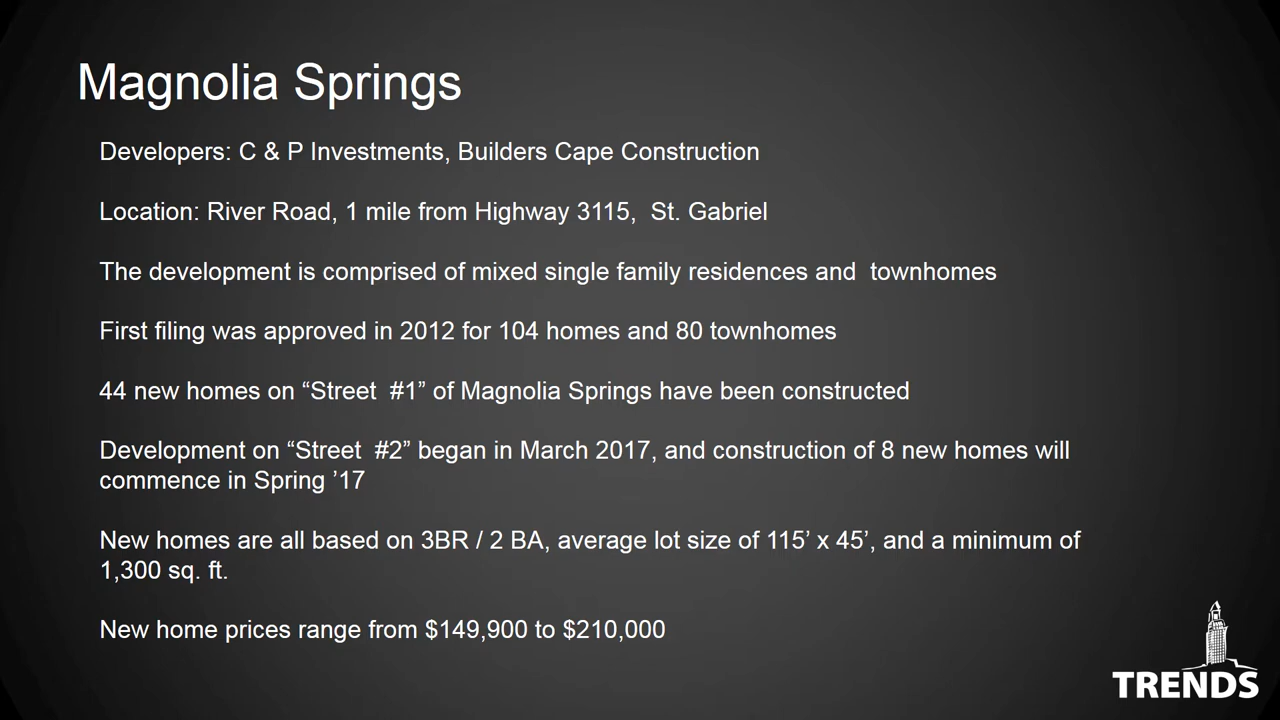 Magnolia Springs
Developers: C & P Investments, Builders Cape Construction
Location: River Road, 1 mile from Highway 3115,  St. Gabriel
The development is comprised of mixed single family residences and  townhomes
First filing was approved in 2012 for 104 homes and 80 townhomes
44 new homes on “Street  #1” of Magnolia Springs have been constructed
Development on “Street  #2” began in March 2017, and construction of 8 new homes will
commence in Spring ’17
New homes are all based on 3BR / 2 BA, average lot size of 115’ x 45’, and a minimum of
1,300 sq. ft.
New home prices range from $149,900 to $210,000
TRENDS